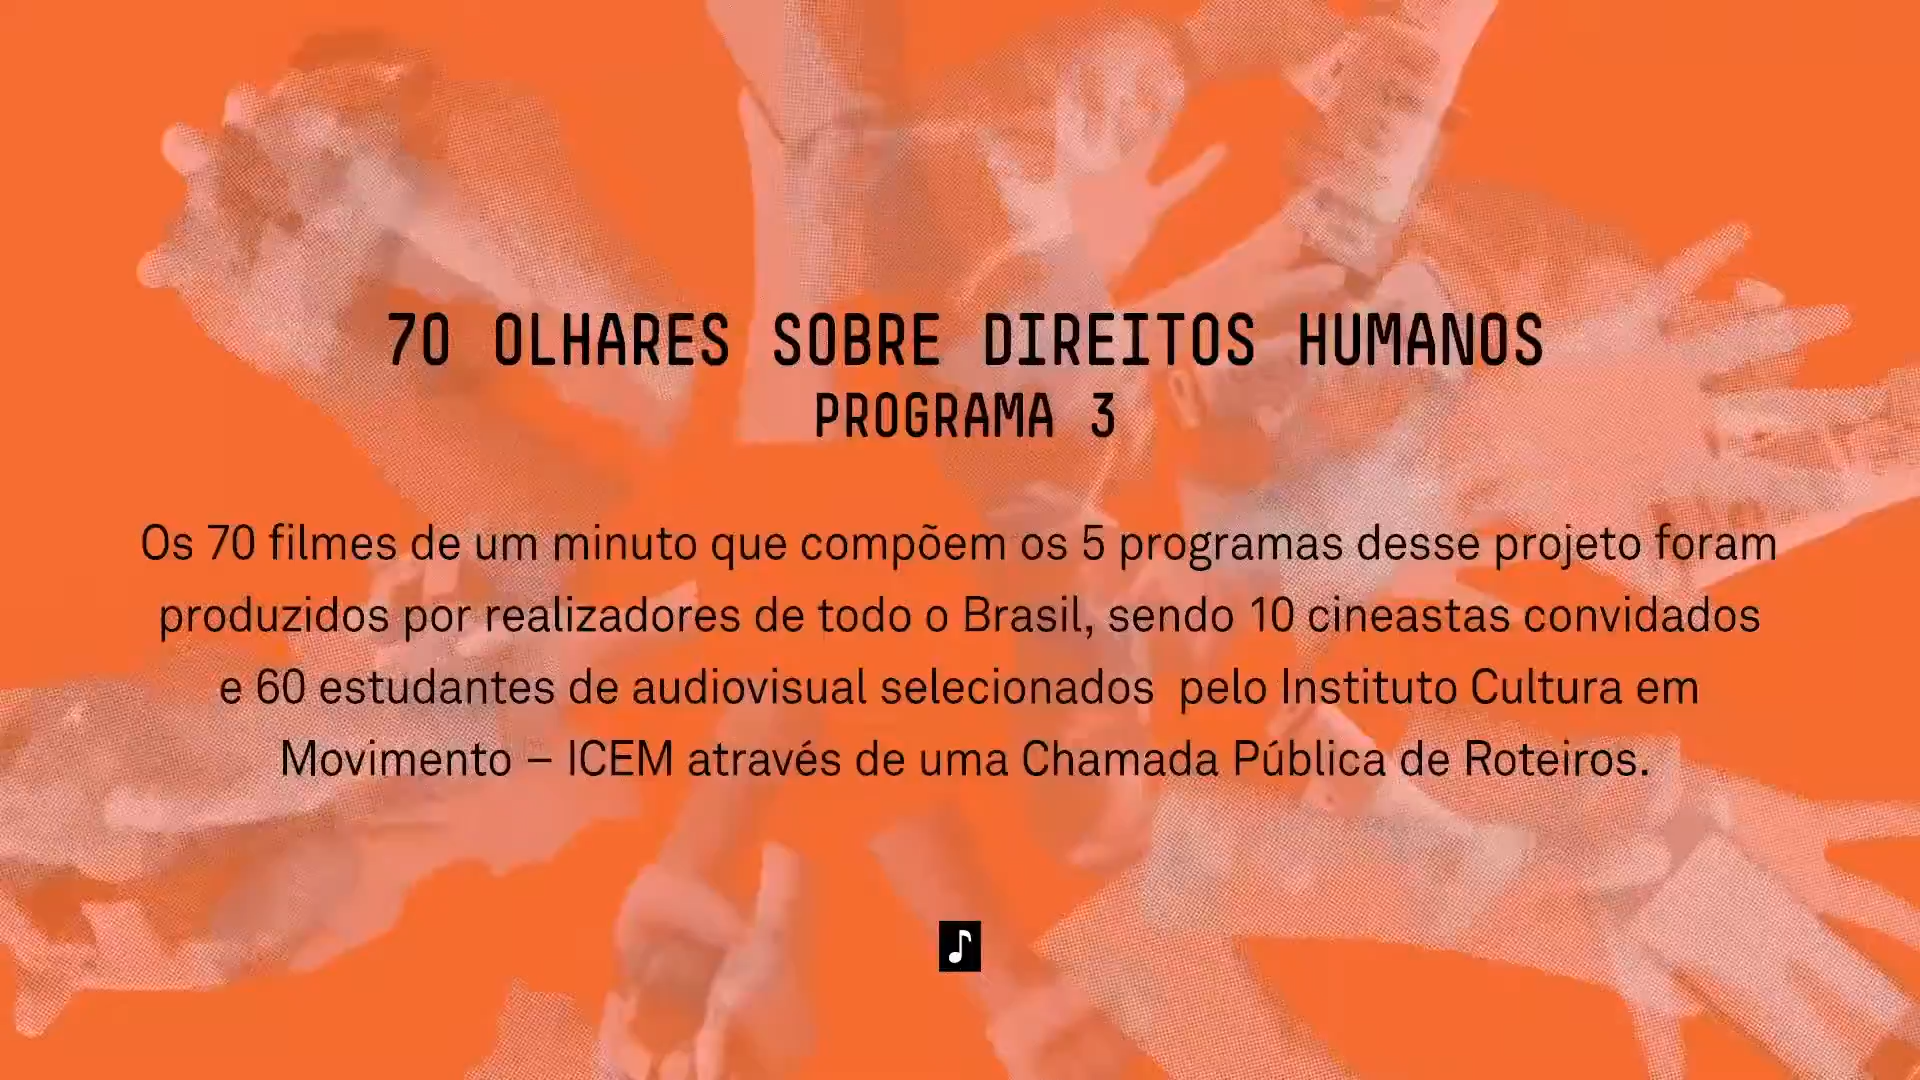 70 OLHARES SOBRE DIREITOS HUMANOS
PROGRAMA 3
Os 70 filmes de um minuto que compõem os 5 programas desse projeto foram
produzidos por realizadores de todo o Brasil, sendo 10 cineastas convidados
e 60 estudantes de audiovisual selecionados pelo Instituto Cultura em
Movimento – ICEM através de uma Chamada Pública de Roteiros.